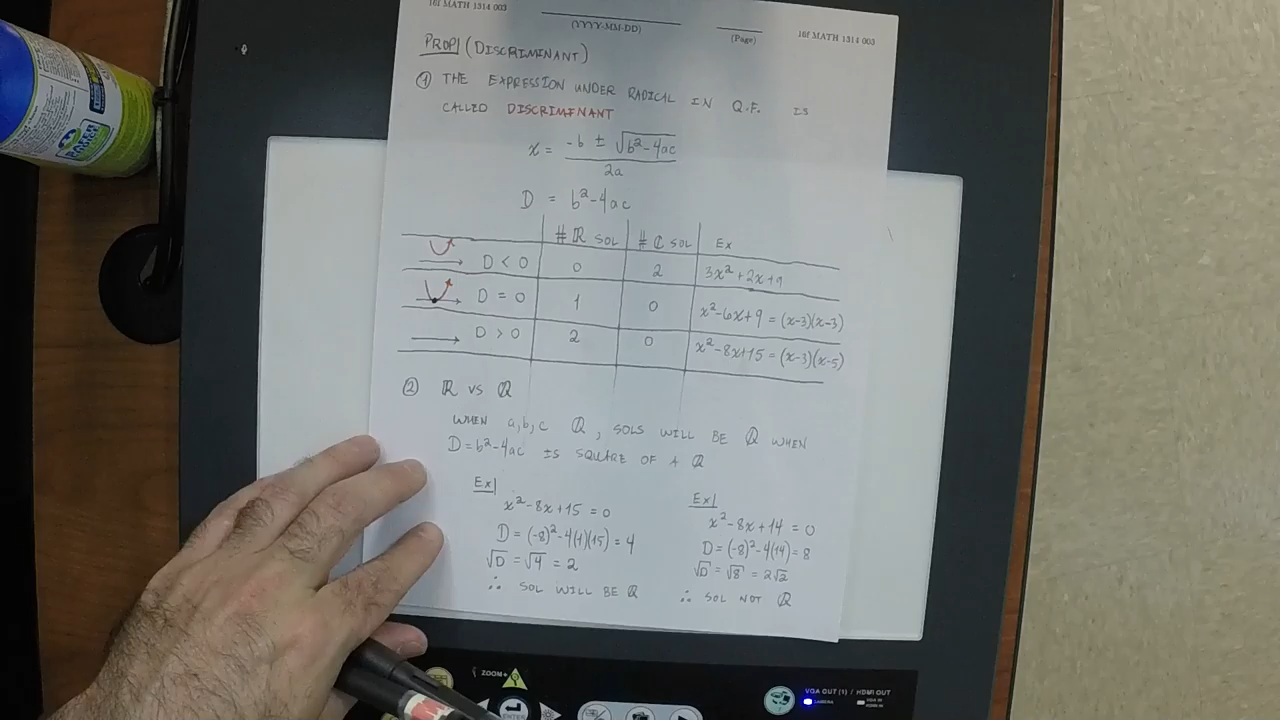 16f MATH 1314 003
(YYYY-MM-DD)
(Page)
16f MATH 1314 003
PROP| (DISCRIMINANT)
① THE EXPRESSION UNDER RADICAL IN Q.F. IS
CALLED DISCRIMINANT
x = (-b ± √(b²-4ac)) / 2a
D = b²-4ac
# ℝ SOL # ℂ SOL Ex
D < 0 0 2 3x²+2x+9
D = 0 1 0 x²-6x+9 = (x-3)(x-3)
D > 0 2 0 x²-8x+15 = (x-3)(x-5)
② ℝ VS ℚ
WHEN a,b,c ℚ, SOLS WILL BE ℚ WHEN
D=b²-4ac IS SQUARE OF A ℚ
Ex|
x²-8x+15 = 0
D = (-8)²-4(1)(15) = 4
√D = √4 = 2
∴ SOL WILL BE ℚ
Ex|
x²-8x+14 = 0
D = (-8)²-4(14) = 8
√D = √8 = 2√2
∴ SOL NOT ℚ
ZOOM+
ENTER
VGA OUT (1) / HDMI OUT